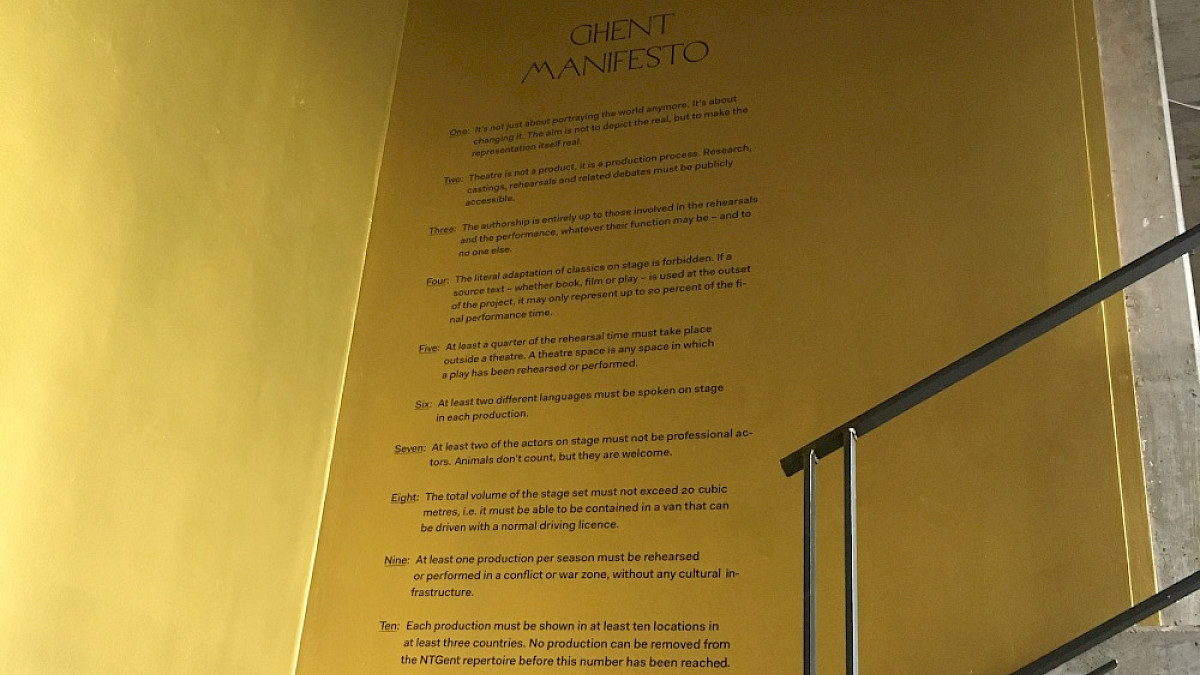 GHENT
MANIFESTO
One: It's not just about portraying the world anymore. It's about
changing it. The aim is not to depict the real, but to make the
representation itself real.
Two: Theatre is not a product, it is a production process. Research,
castings, rehearsals and related debates must be publicly
accessible.
Three: The authorship is entirely up to those involved in the rehearsals
and the performance, whatever their function may be – and to
no one else.
Four: The literal adaptation of classics on stage is forbidden. If a
source text – whether book, film or play – is used at the outset
of the project, it may only represent up to 20 percent of the fi-
nal performance time.
Five: At least a quarter of the rehearsal time must take place
outside a theatre. A theatre space is any space in which
a play has been rehearsed or performed.
Six: At least two different languages must be spoken on stage
in each production.
Seven: At least two of the actors on stage must not be professional ac-
tors. Animals don't count, but they are welcome.
Eight: The total volume of the stage set must not exceed 20 cubic
metres, i.e. it must be able to be contained in a van that can
be driven with a normal driving licence.
Nine: At least one production per season must be rehearsed
or performed in a conflict or war zone, without any cultural in-
frastructure.
Ten: Each production must be shown in at least ten locations in
at least three countries. No production can be removed from
the NTGent repertoire before this number has been reached.